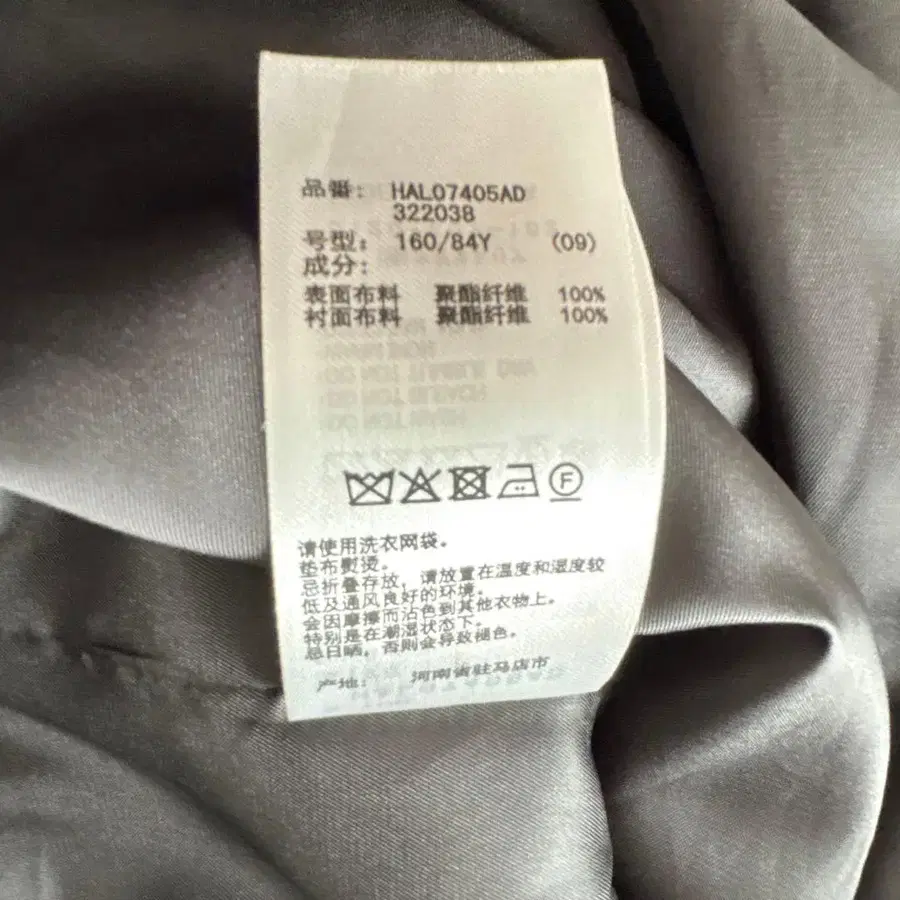 品番： HAL07405AD
322038
号型： 160/84Y (09)
成分：
表面布料 聚酯纤维 100%
衬面布料 聚酯纤维 100%
F
请使用洗衣网袋。
垫布熨烫。
忌折叠存放，请放置在温度和湿度较
低及通风良好的环境。
会因摩擦而沾色到其他衣物上。
特别是在潮湿状态下。
忌日晒，否则会导致褪色。
产地： 河南省驻马店市